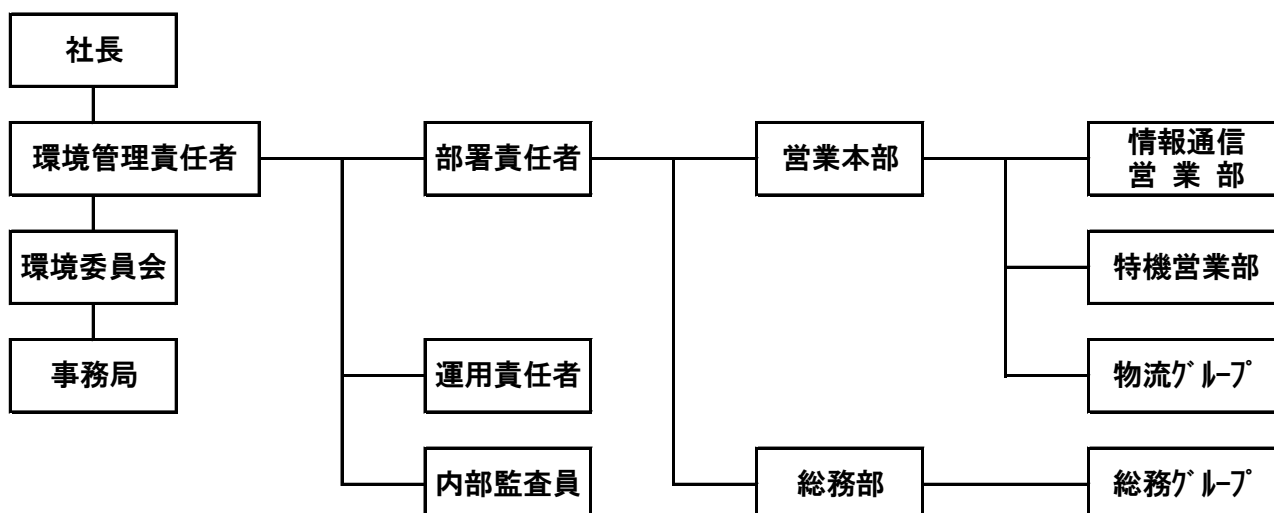 社長
環境管理責任者
部署責任者
営業本部
情報通信
営 業 部
環境委員会
特機営業部
事務局
運用責任者
物流ｸﾞﾙｰﾌﾟ
内部監査員
総務部
総務ｸﾞﾙｰﾌﾟ